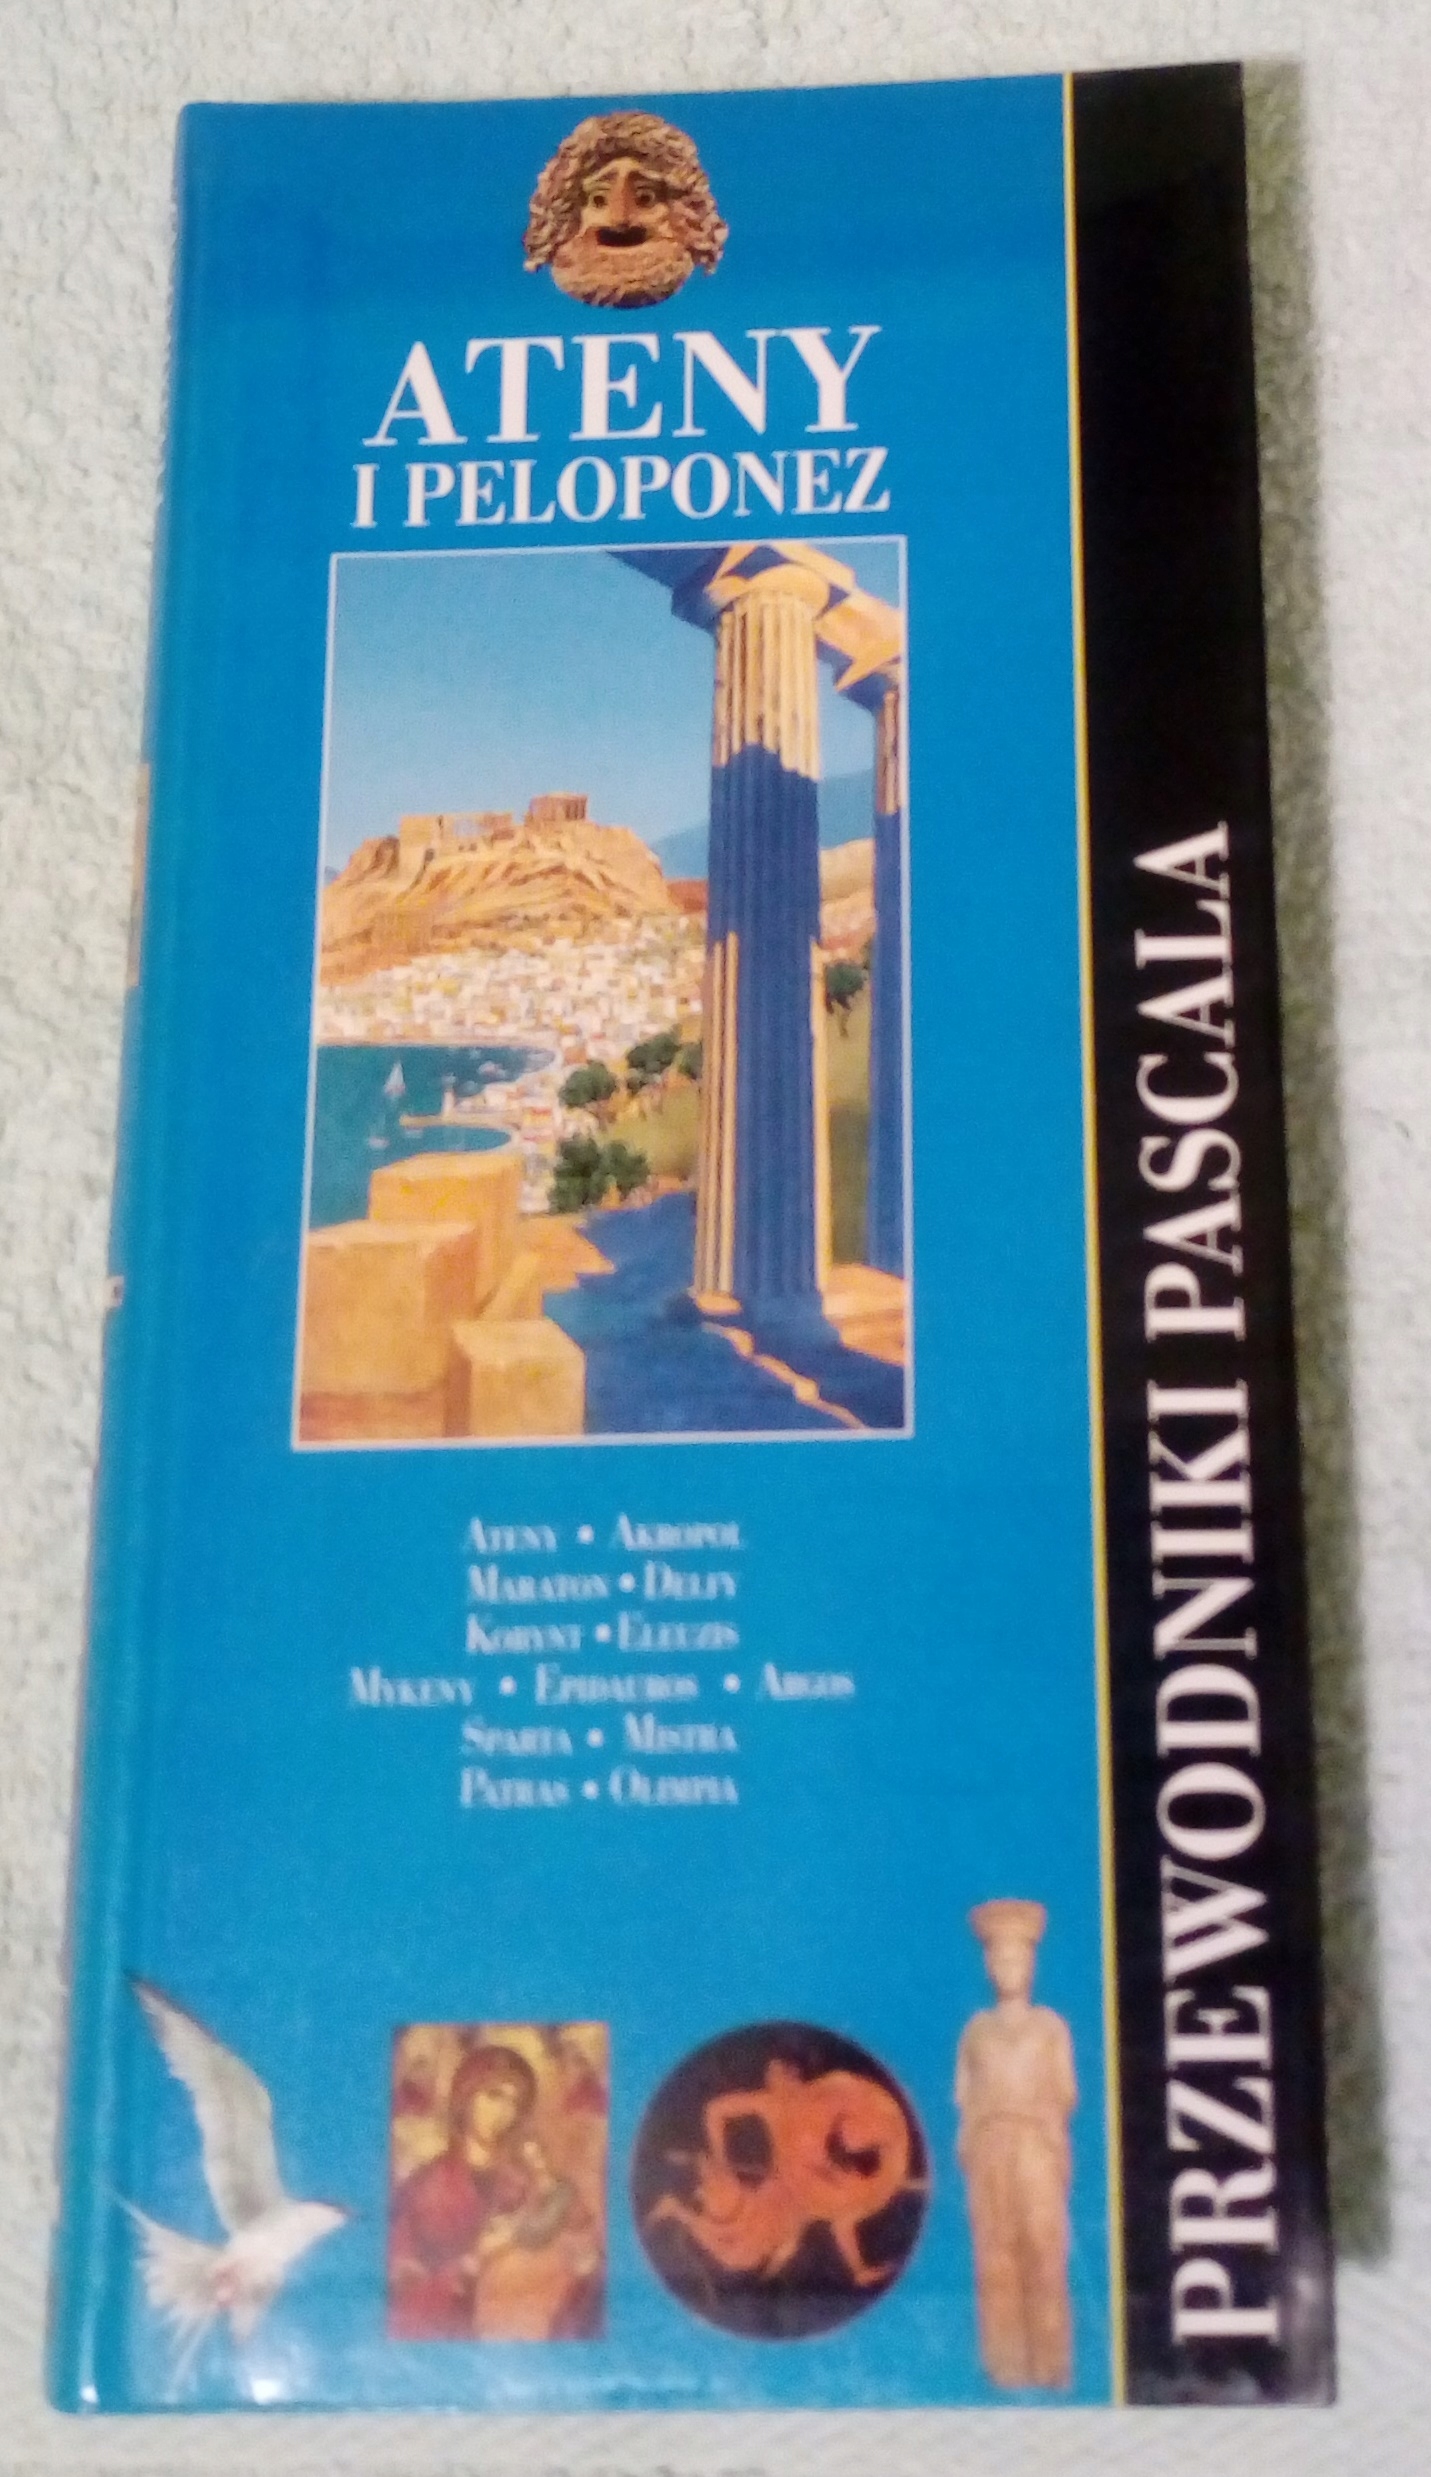 ATENY
I PELOPONEZ
ATENY • AKROPOL
MARATON • DELFY
KORYNT • ELEUZIS
MYKENY • EPIDAUROS • ARGOS
SPARTA • MISTRA
PATRAS • OLIMPIA
PRZEWODNIKI PASCALA